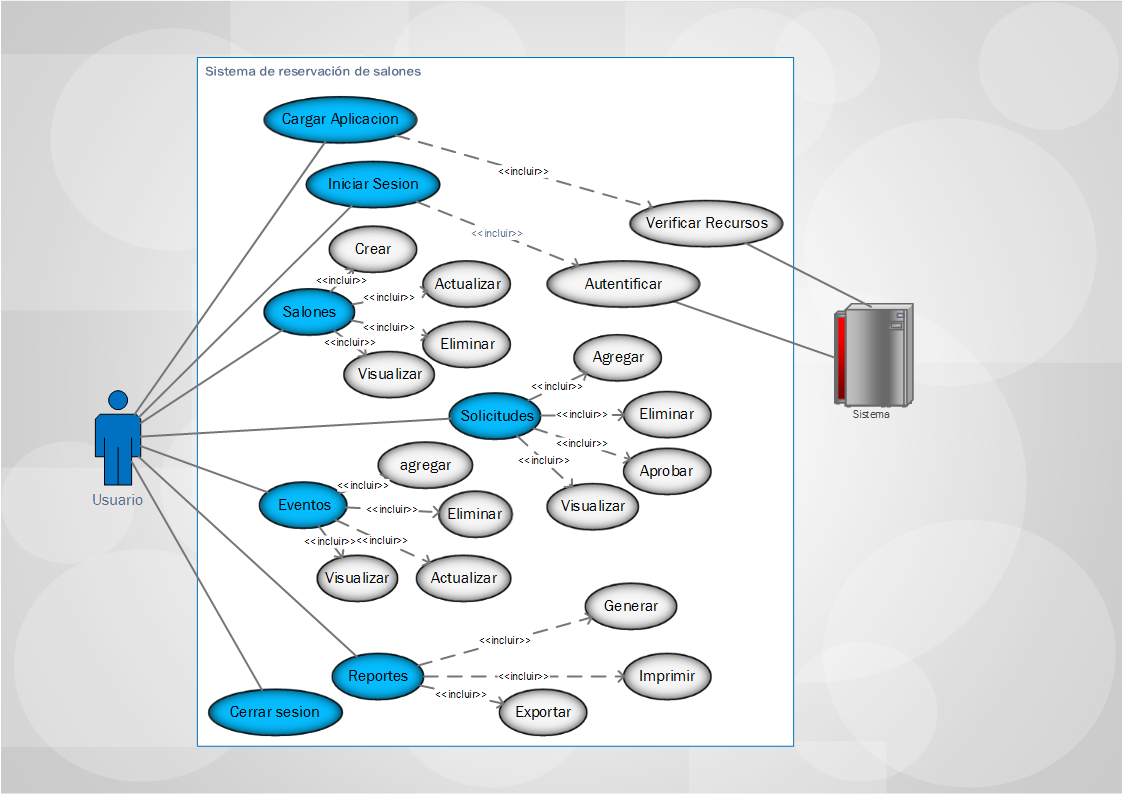 Sistema de reservación de salones
Cargar Aplicacion
<<incluir>>
Iniciar Sesion
Verificar Recursos
<<incluir>>
Crear
<<incluir>>
Actualizar
Autentificar
<<incluir>>
Salones
<<incluir>>
<<incluir>>
Eliminar
Visualizar
Agregar
<<incluir>>
Solicitudes
<<incluir>>
Eliminar
Sistema
<<incluir>>
<<incluir>>
Aprobar
agregar
<<incluir>>
Usuario
Eventos
<<incluir>>
Eliminar
Visualizar
<<incluir>>
<<incluir>>
Visualizar
Actualizar
Generar
<<incluir>>
Reportes
<<incluir>>
Imprimir
<<incluir>>
Cerrar sesion
Exportar